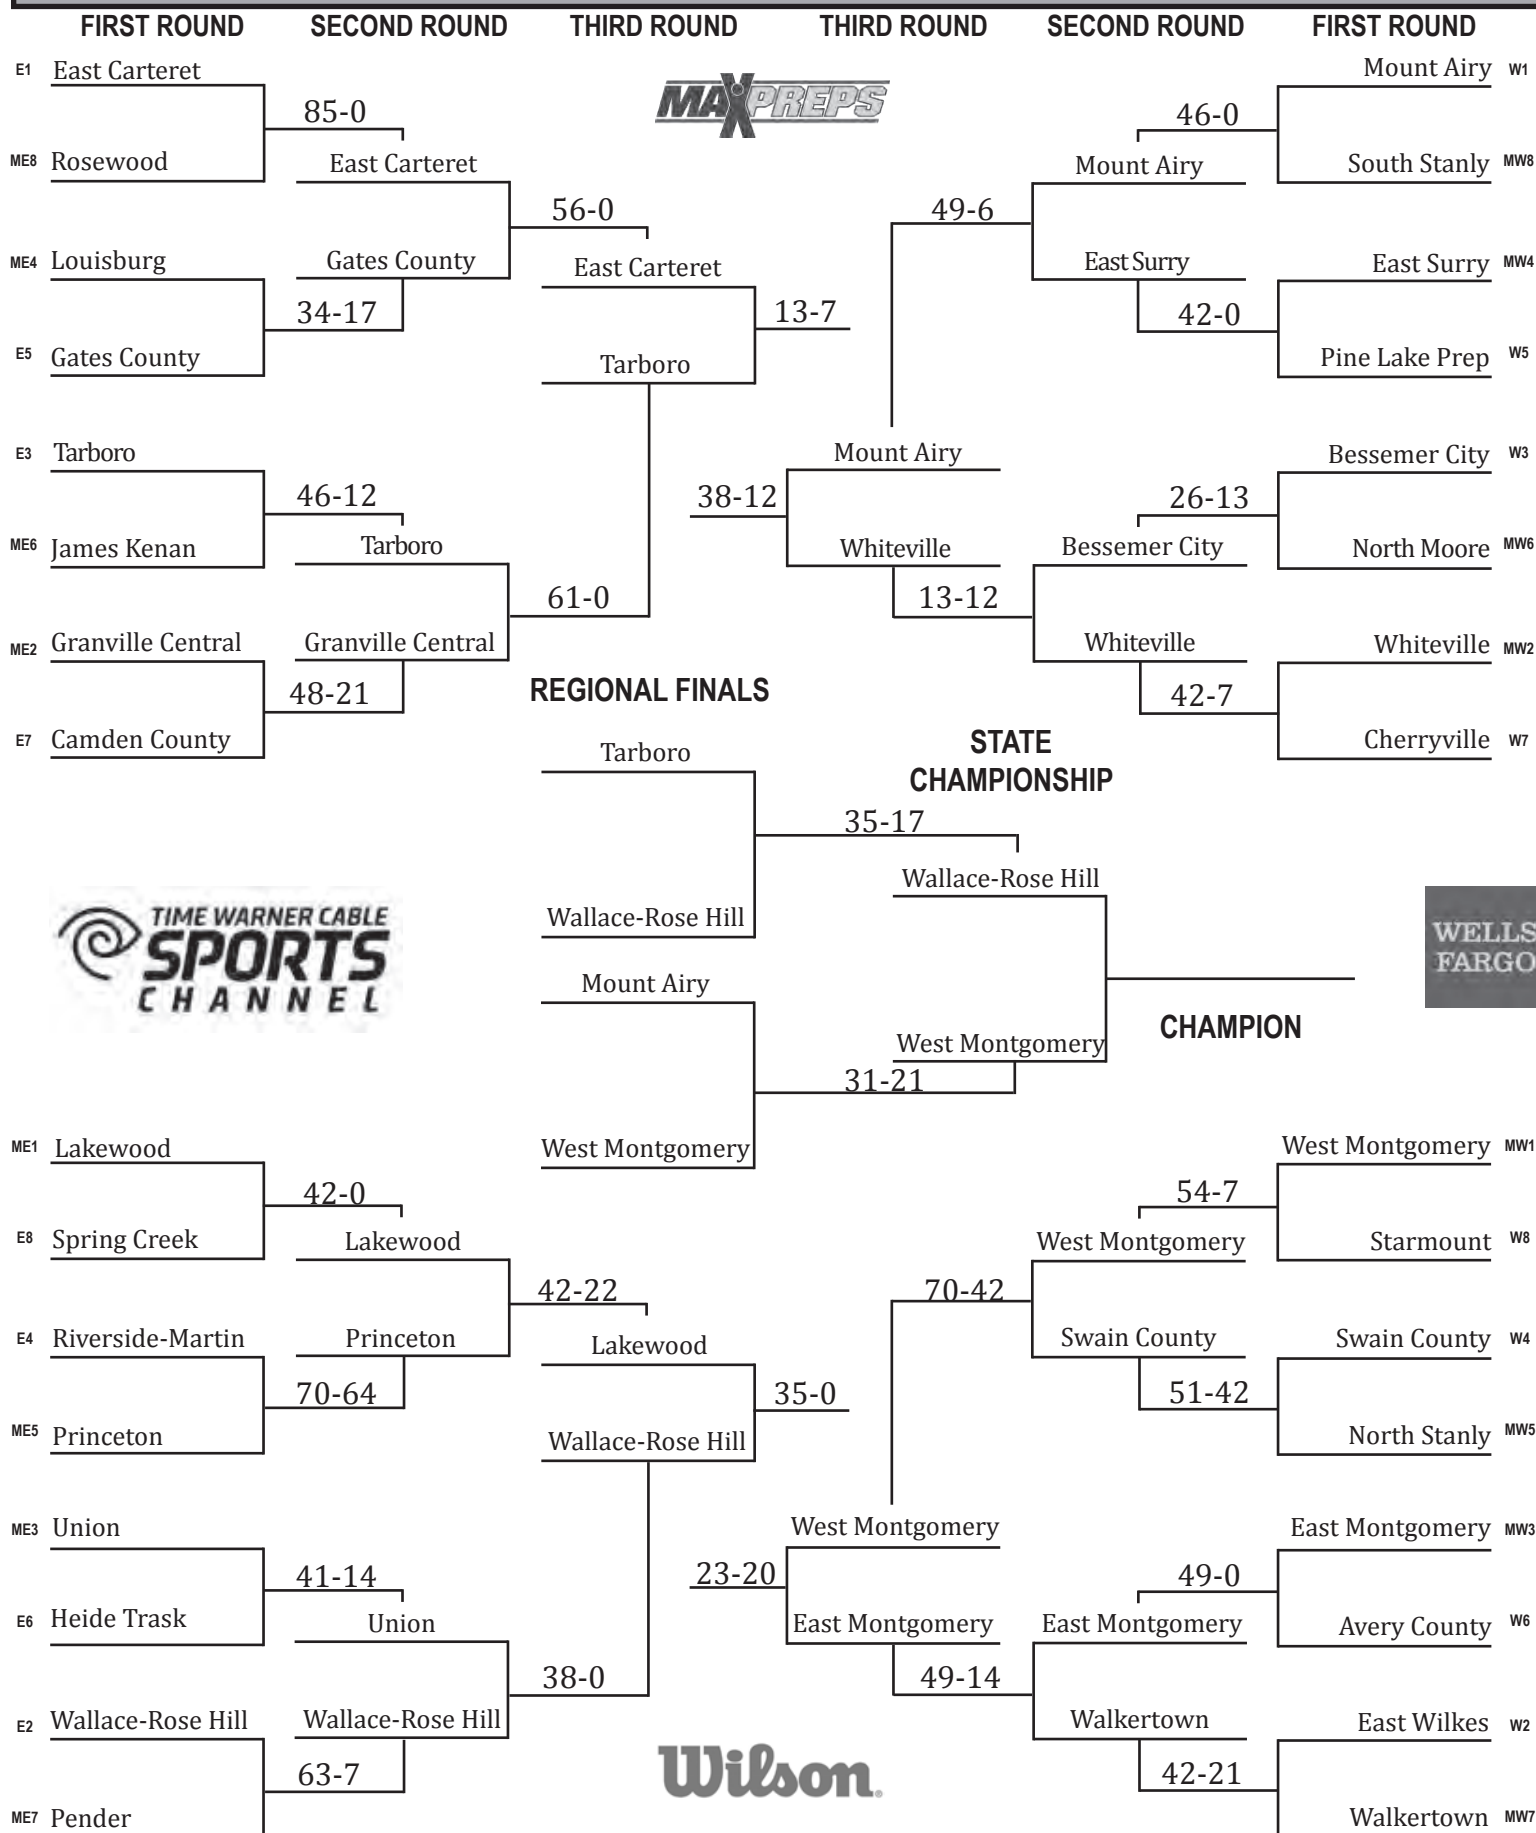 FIRST ROUND SECOND ROUND THIRD ROUND THIRD ROUND SECOND ROUND FIRST ROUND
E1 East Carteret
85-0
ME8 Rosewood
East Carteret
56-0
ME4 Louisburg
Gates County
34-17
E5 Gates County
East Carteret
13-7
Tarboro
E3 Tarboro
46-12
ME6 James Kenan
Tarboro
61-0
ME2 Granville Central
Granville Central
48-21
E7 Camden County
MAXPREPS
Mount Airy W1
46-0
South Stanly MW8
Mount Airy
49-6
East Surry
East Surry MW4
42-0
Pine Lake Prep W5
Mount Airy
38-12
Whiteville
13-12
Bessemer City W3
26-13
North Moore MW6
Bessemer City
Whiteville
Whiteville MW2
42-7
Cherryville W7
REGIONAL FINALS
Tarboro
35-17
Wallace-Rose Hill
Mount Airy
31-21
West Montgomery
STATE
CHAMPIONSHIP
Wallace-Rose Hill
West Montgomery
CHAMPION
TIME WARNER CABLE
SPORTS
CHANNEL
WELLS
FARGO
ME1 Lakewood
42-0
E8 Spring Creek
Lakewood
42-22
E4 Riverside-Martin
Princeton
70-64
ME5 Princeton
Lakewood
35-0
Wallace-Rose Hill
ME3 Union
41-14
E6 Heide Trask
Union
38-0
E2 Wallace-Rose Hill
Wallace-Rose Hill
63-7
ME7 Pender
Wilson®
West Montgomery MW1
54-7
Starmount W8
West Montgomery
70-42
Swain County
Swain County W4
51-42
North Stanly MW5
West Montgomery
23-20
East Montgomery
49-14
East Montgomery MW3
49-0
Avery County W6
East Montgomery
Walkertown
East Wilkes W2
42-21
Walkertown MW7